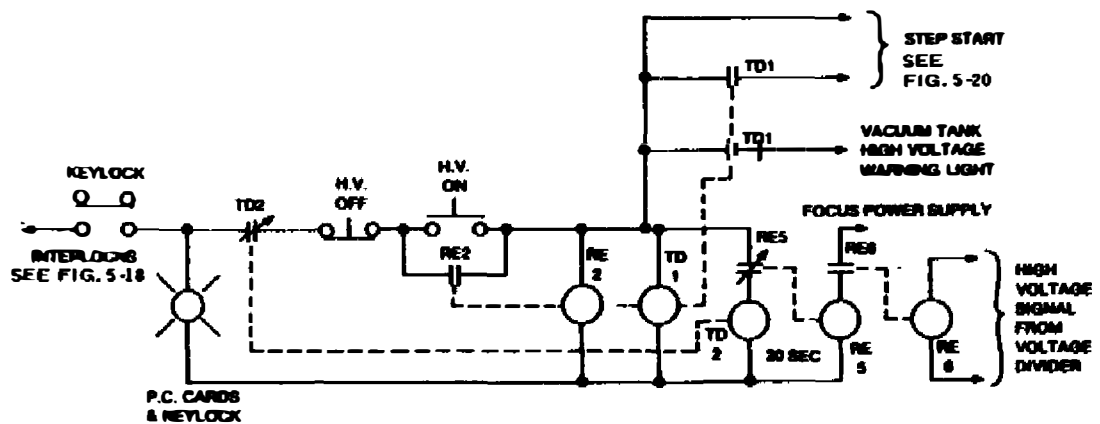 STEP START
SEE
FIG. 5-20
TD1
TD1
VACUUM TANK
HIGH VOLTAGE
WARNING LIGHT
KEYLOCK
TD2
H.V.
OFF
H.V.
ON
RE2
INTERLOCKS
SEE FIG. 5-18
RE
2
TD
1
RE5
TD
2
FOCUS POWER SUPPLY
RE6
RE
5
RE
6
HIGH
VOLTAGE
SIGNAL
FROM
VOLTAGE
DIVIDER
P.C. CARDS
& KEYLOCK
SEC